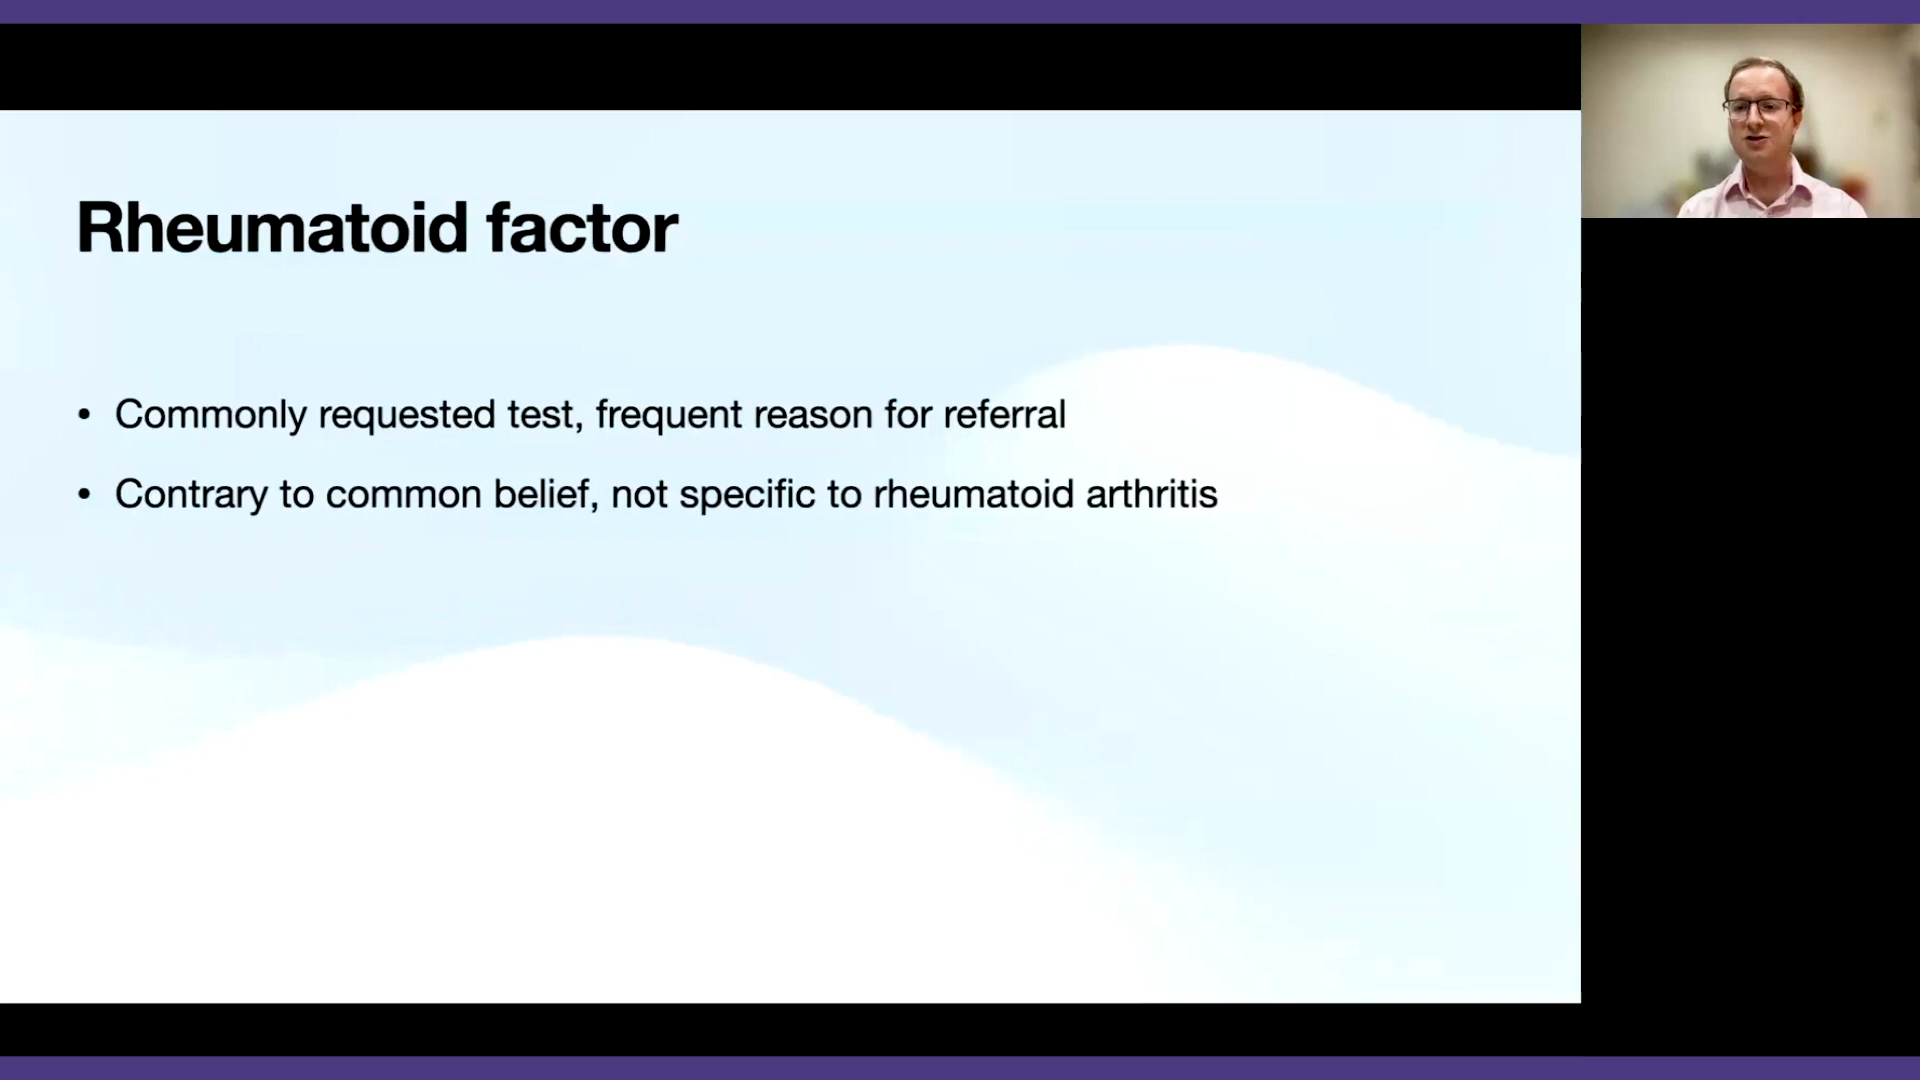 Rheumatoid factor
• Commonly requested test, frequent reason for referral
• Contrary to common belief, not specific to rheumatoid arthritis